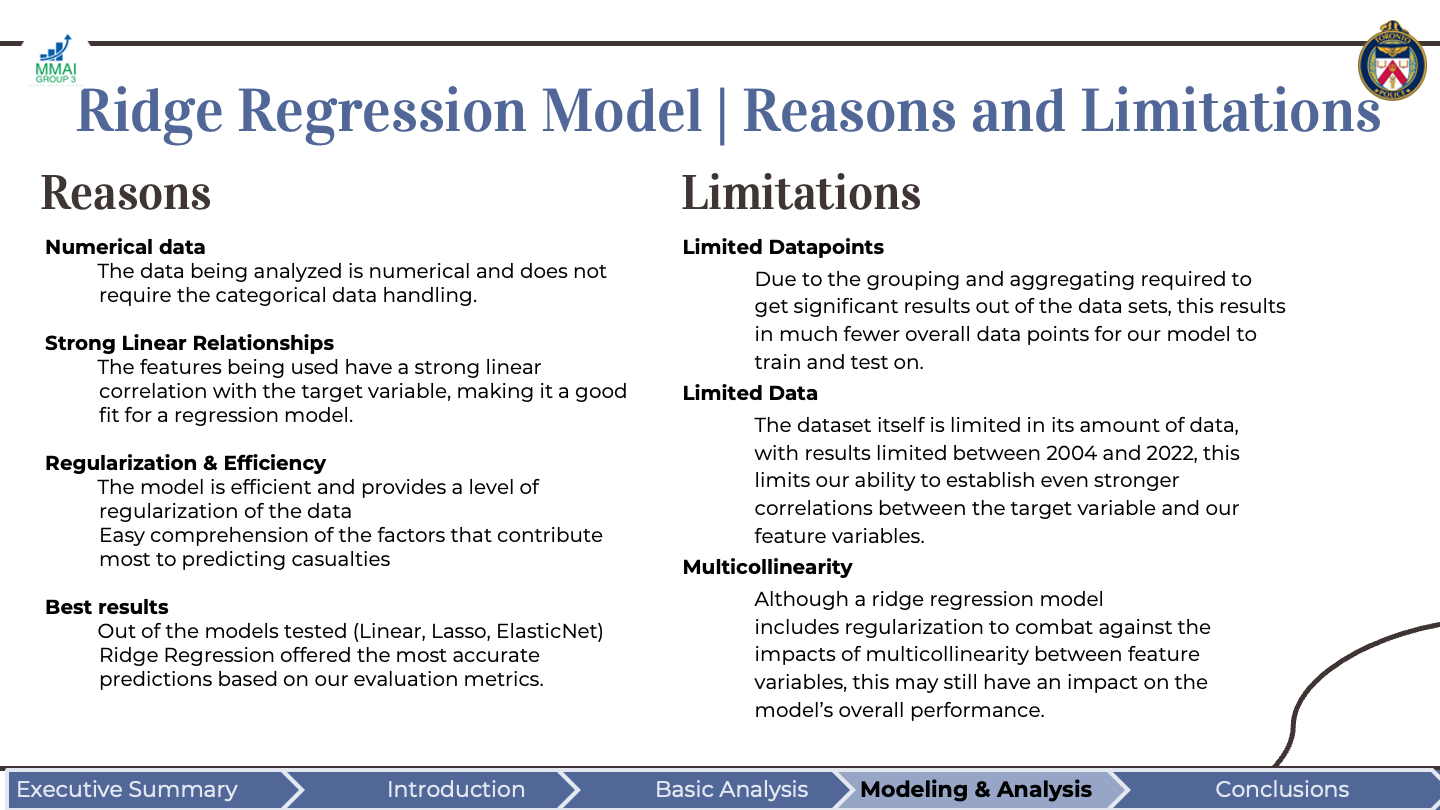 MMAI
GROUP 3
TORONTO
POLICE
Ridge Regression Model | Reasons and Limitations
Reasons
Numerical data
The data being analyzed is numerical and does not
require the categorical data handling.
Strong Linear Relationships
The features being used have a strong linear
correlation with the target variable, making it a good
fit for a regression model.
Regularization & Efficiency
The model is efficient and provides a level of
regularization of the data
Easy comprehension of the factors that contribute
most to predicting casualties
Best results
Out of the models tested (Linear, Lasso, ElasticNet)
Ridge Regression offered the most accurate
predictions based on our evaluation metrics.
Limitations
Limited Datapoints
Due to the grouping and aggregating required to
get significant results out of the data sets, this results
in much fewer overall data points for our model to
train and test on.
Limited Data
The dataset itself is limited in its amount of data,
with results limited between 2004 and 2022, this
limits our ability to establish even stronger
correlations between the target variable and our
feature variables.
Multicollinearity
Although a ridge regression model
includes regularization to combat against the
impacts of multicollinearity between feature
variables, this may still have an impact on the
model’s overall performance.
Executive Summary
Introduction
Basic Analysis
Modeling & Analysis
Conclusions